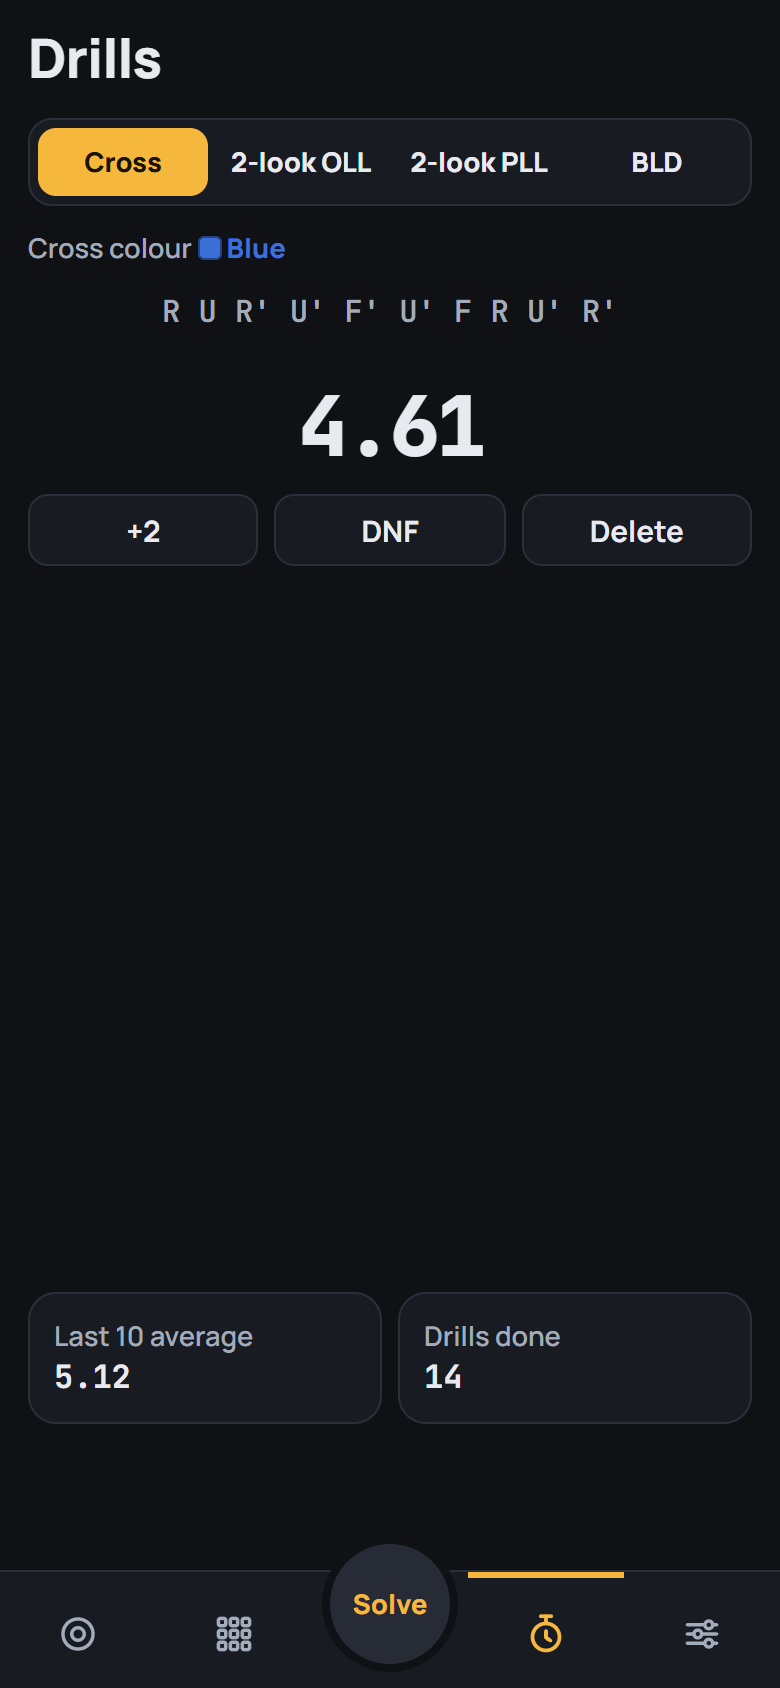 Drills
Cross 2-look OLL 2-look PLL BLD
Cross colour Blue
R U R' U' F' U' F R U' R'
4.61
+2 DNF Delete
Last 10 average Drills done
5.12 14
Solve